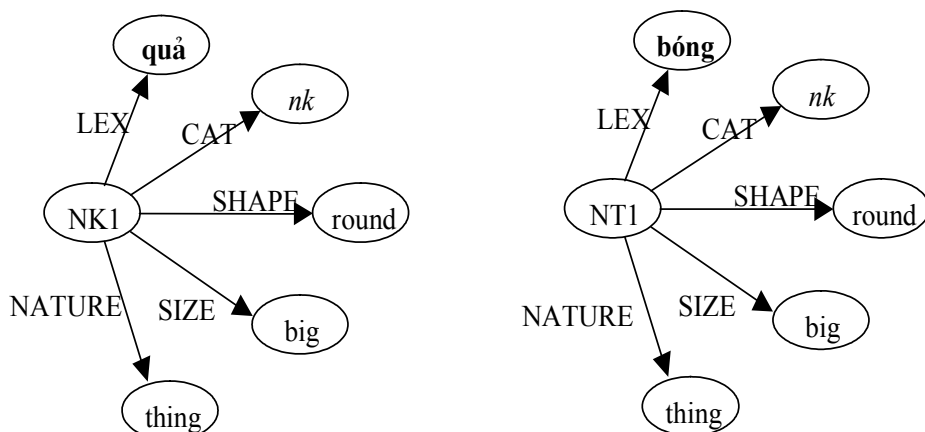 quả
nk
LEX
CAT
NK1
SHAPE
round
NATURE
SIZE
big
thing
bóng
nk
LEX
CAT
NT1
SHAPE
round
NATURE
SIZE
big
thing